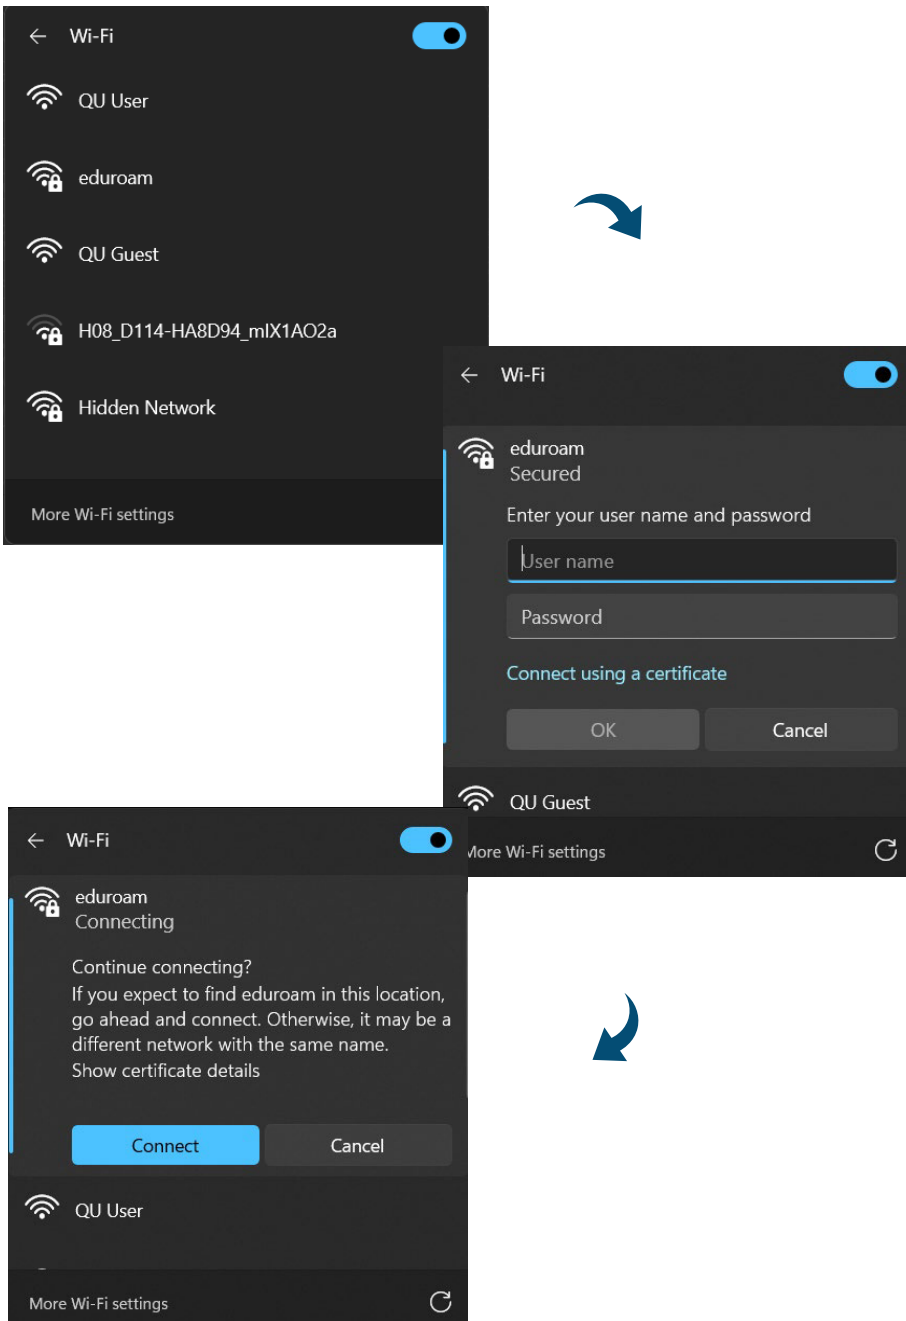 Wi-Fi
QU User
eduroam
QU Guest
H08_D114-HA8D94_mIX1AO2a
Hidden Network
More Wi-Fi settings
Wi-Fi
eduroam
Secured
Enter your user name and password
User name
Password
Connect using a certificate
OK Cancel
QU Guest
More Wi-Fi settings
Wi-Fi
eduroam
Connecting
Continue connecting?
If you expect to find eduroam in this location,
go ahead and connect. Otherwise, it may be a
different network with the same name.
Show certificate details
Connect Cancel
QU User
More Wi-Fi settings